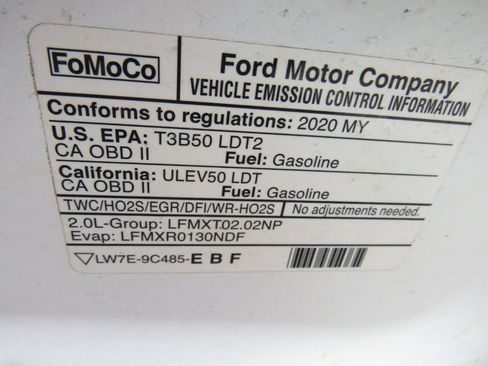 FoMoCo
Ford Motor Company
VEHICLE EMISSION CONTROL INFORMATION
Conforms to regulations: 2020 MY
U.S. EPA: T3B50 LDT2
CA OBD II Fuel: Gasoline
California: ULEV50 LDT
CA OBD II Fuel: Gasoline
TWC/HO2S/EGR/DFI/WR-HO2S No adjustments needed.
2.0L-Group: LFMXT02.02NP
Evap: LFMXR0130NDF
LW7E-9C485-E B F